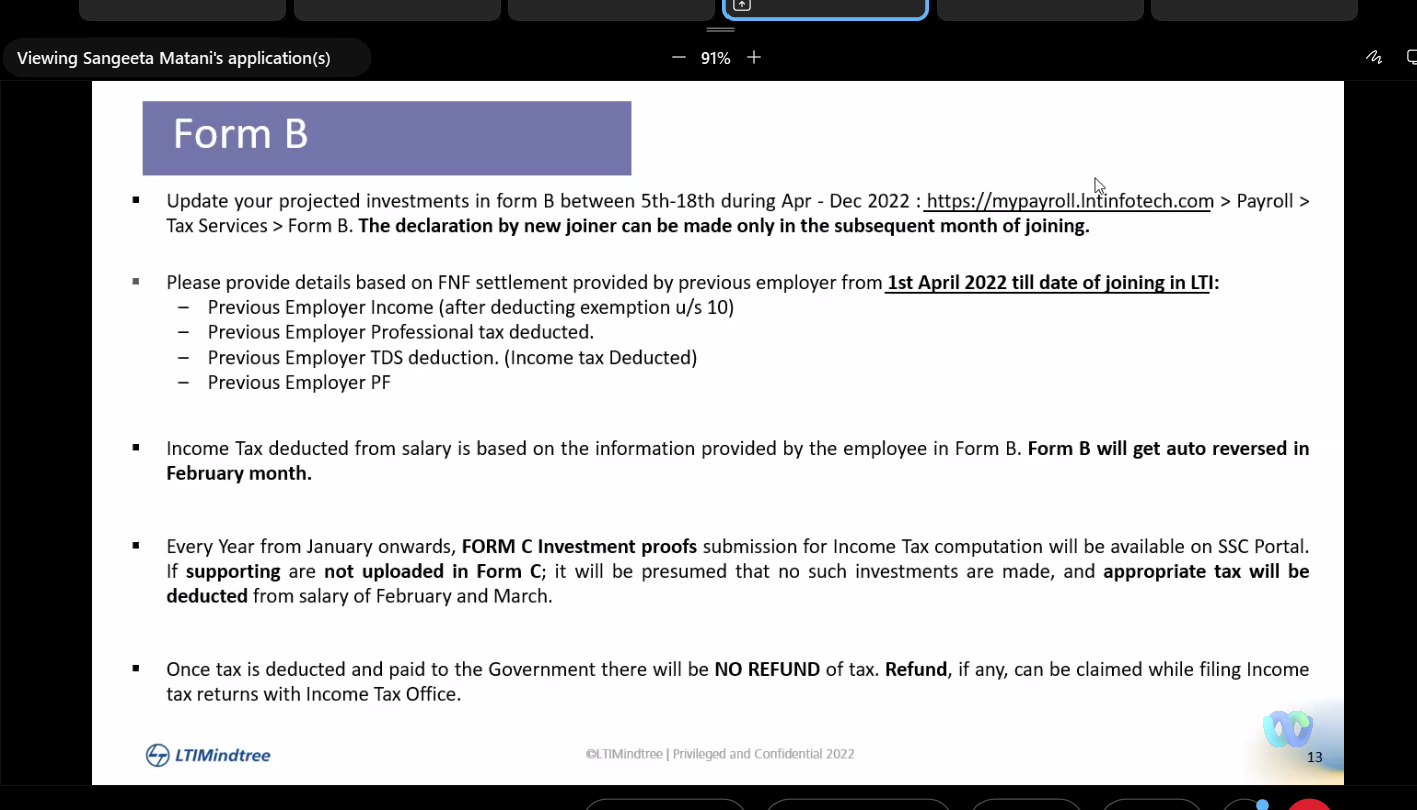 Viewing Sangeeta Matani's application(s)
91%
Form B
▪ Update your projected investments in form B between 5th-18th during Apr - Dec 2022 : https://mypayroll.lntinfotech.com > Payroll >
Tax Services > Form B. The declaration by new joiner can be made only in the subsequent month of joining.
▪ Please provide details based on FNF settlement provided by previous employer from 1st April 2022 till date of joining in LTI:
– Previous Employer Income (after deducting exemption u/s 10)
– Previous Employer Professional tax deducted.
– Previous Employer TDS deduction. (Income tax Deducted)
– Previous Employer PF
▪ Income Tax deducted from salary is based on the information provided by the employee in Form B. Form B will get auto reversed in
February month.
▪ Every Year from January onwards, FORM C Investment proofs submission for Income Tax computation will be available on SSC Portal.
If supporting are not uploaded in Form C; it will be presumed that no such investments are made, and appropriate tax will be
deducted from salary of February and March.
▪ Once tax is deducted and paid to the Government there will be NO REFUND of tax. Refund, if any, can be claimed while filing Income
tax returns with Income Tax Office.
LTIMindtree
©LTIMindtree | Privileged and Confidential 2022
13